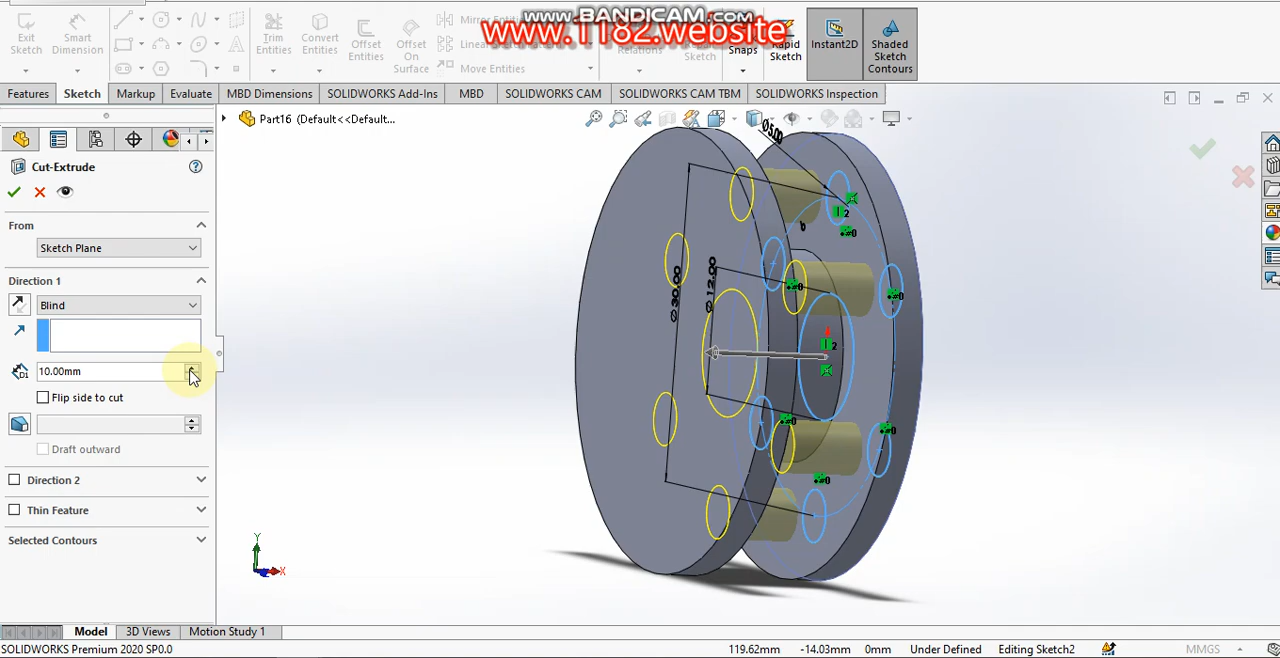 www.BANDICAM.com
www.1182.website
Exit Sketch
Smart Dimension
Trim Entities
Convert Entities
Offset Entities
Offset On Surface
Mirror Entities
Linear Sketch Pattern
Move Entities
Relations
Sketch
Snaps
Rapid Sketch
Instant2D
Shaded Sketch Contours
Features
Sketch
Markup
Evaluate
MBD Dimensions
SOLIDWORKS Add-Ins
MBD
SOLIDWORKS CAM
SOLIDWORKS CAM TBM
SOLIDWORKS Inspection
Part16 (Default<<Default...
Cut-Extrude
From
Sketch Plane
Direction 1
Blind
10.00mm
Flip side to cut
Draft outward
Direction 2
Thin Feature
Selected Contours
Ø5.00
Ø30.00
Ø12.00
Y
X
Model
3D Views
Motion Study 1
SOLIDWORKS Premium 2020 SP0.0
119.62mm
-14.03mm
0mm
Under Defined
Editing Sketch2
MMGS